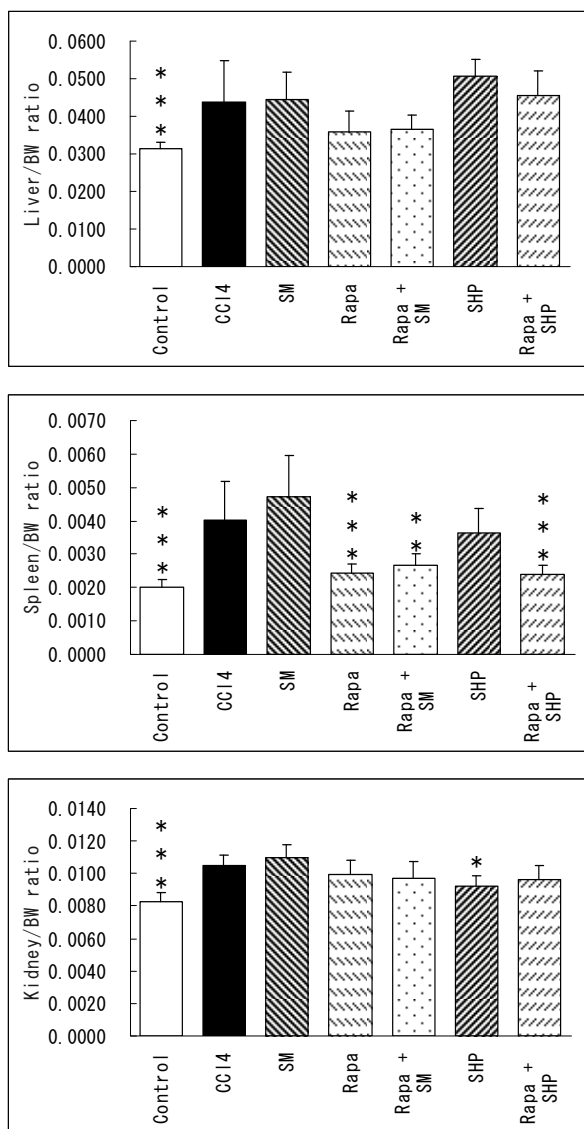 0.0600
0.0500
0.0400
0.0300
0.0200
0.0100
0.0000
Liver/BW ratio
* * *
Control
CCl4
SM
Rapa
Rapa +
SM
SHP
Rapa +
SHP
0.0070
0.0060
0.0050
0.0040
0.0030
0.0020
0.0010
0.0000
Spleen/BW ratio
* * *
* * *
* *
* * *
Control
CCl4
SM
Rapa
Rapa +
SM
SHP
Rapa +
SHP
0.0140
0.0120
0.0100
0.0080
0.0060
0.0040
0.0020
0.0000
Kidney/BW ratio
* * *
*
Control
CCl4
SM
Rapa
Rapa +
SM
SHP
Rapa +
SHP